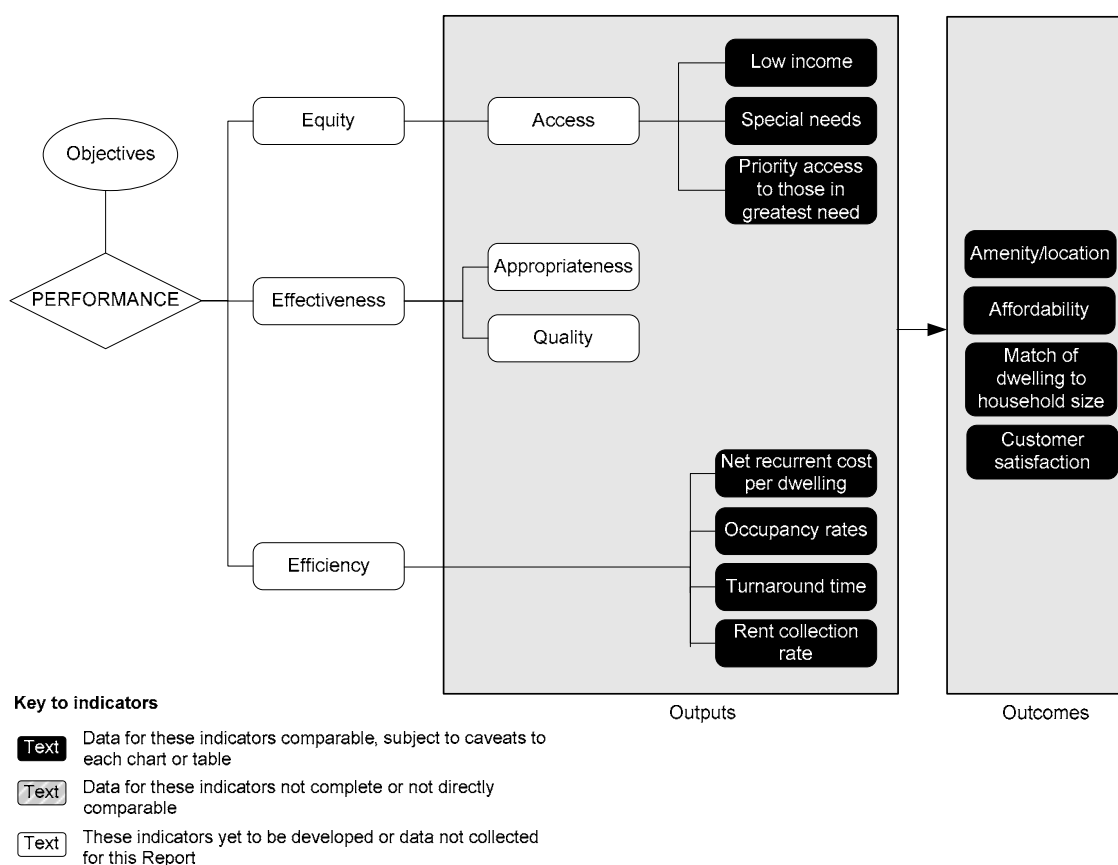 Objectives
PERFORMANCE
Equity
Access
Low income
Special needs
Priority access
to those in
greatest need
Effectiveness
Appropriateness
Quality
Efficiency
Net recurrent cost
per dwelling
Occupancy rates
Turnaround time
Rent collection
rate
Outputs
Amenity/location
Affordability
Match of
dwelling to
household size
Customer
satisfaction
Outcomes
Key to indicators
Text
Data for these indicators comparable, subject to caveats to
each chart or table
Text
Data for these indicators not complete or not directly
comparable
Text
These indicators yet to be developed or data not collected
for this Report